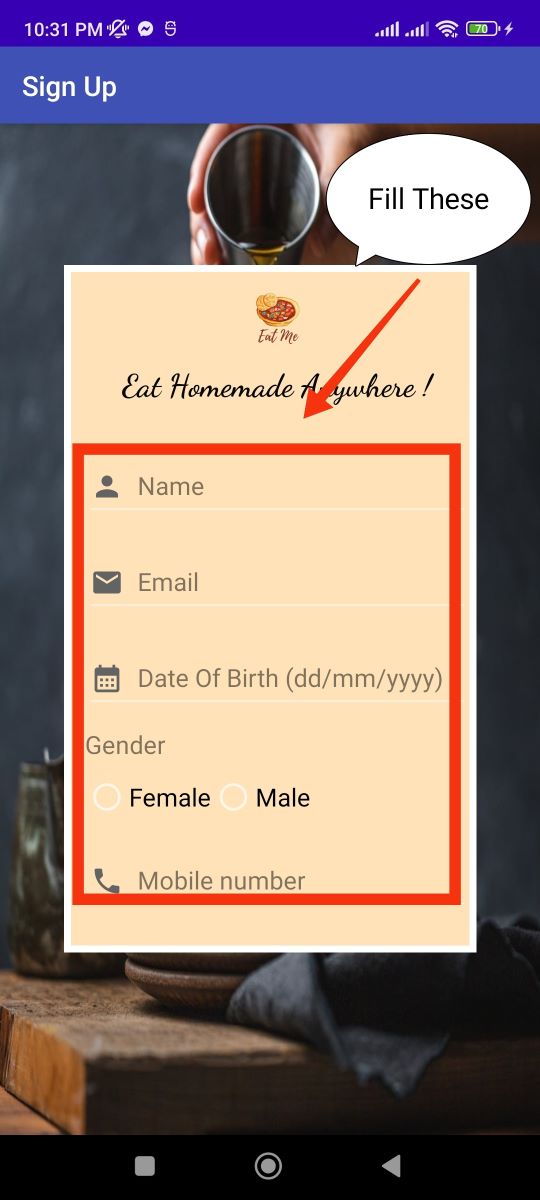 10:31 PM
70
Sign Up
Fill These
Eat Me
Eat Homemade Anywhere !
Name
Email
Date Of Birth (dd/mm/yyyy)
Gender
Female Male
Mobile number